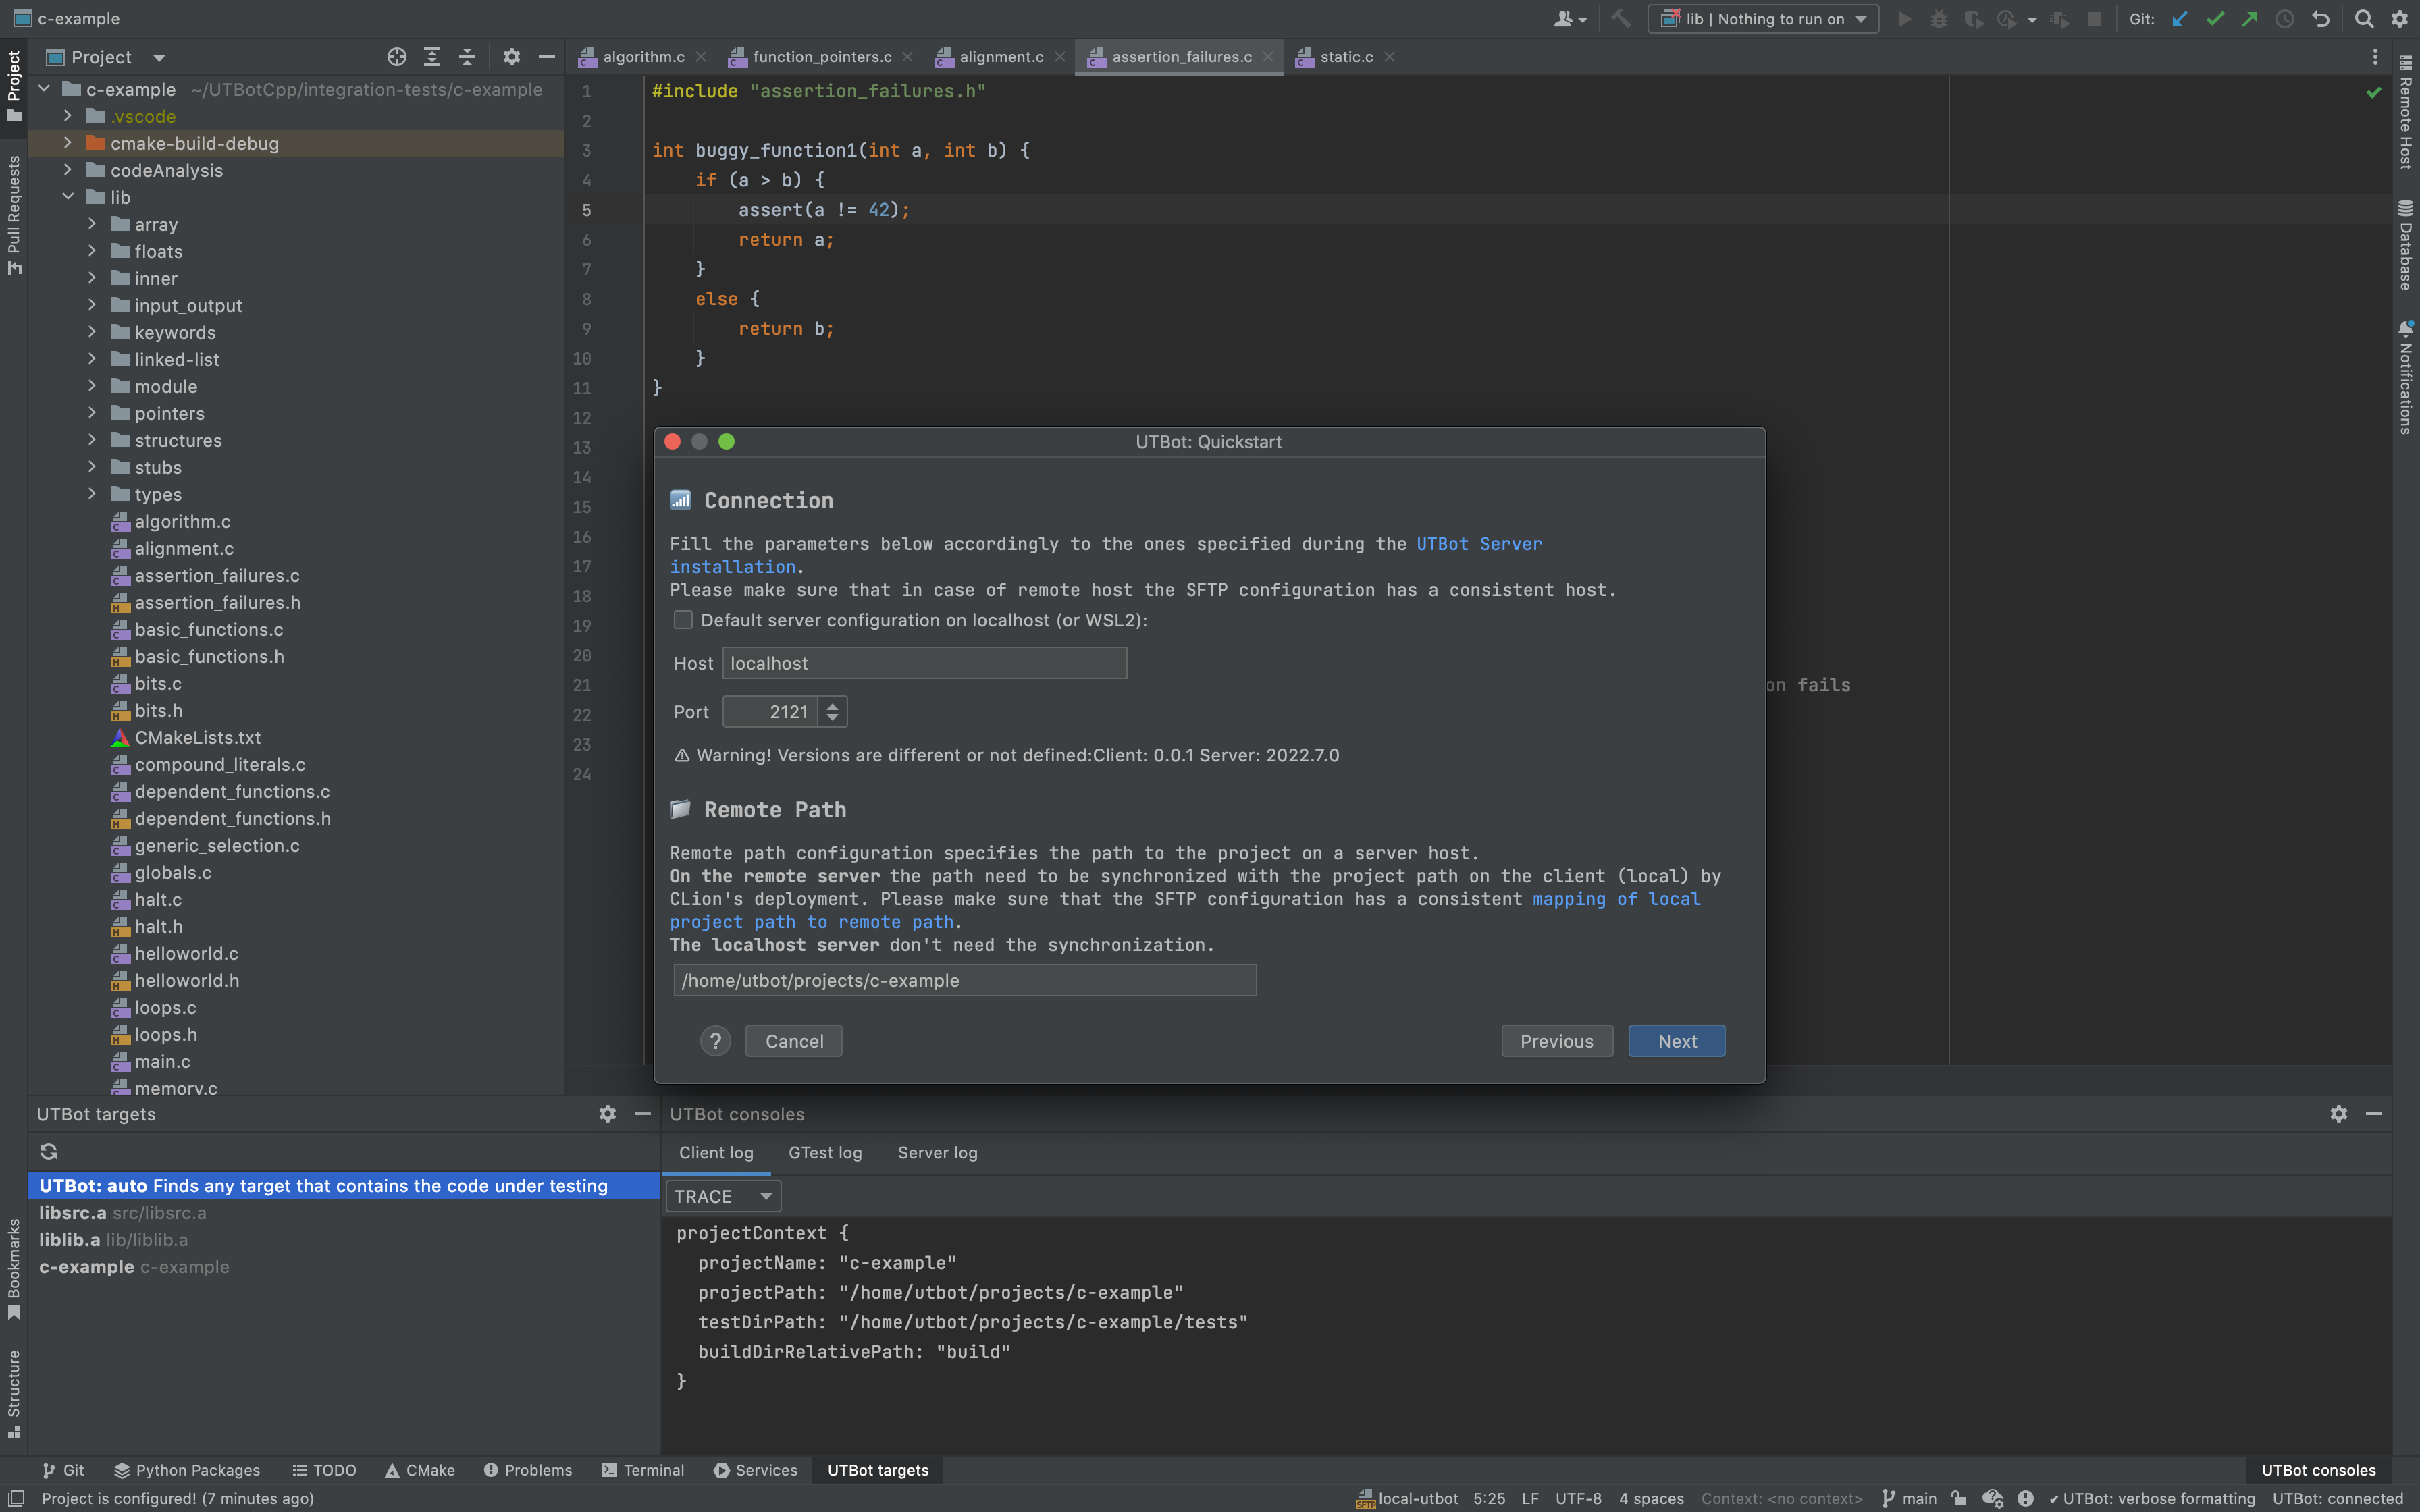 c-example
lib | Nothing to run on
Git:
Project
algorithm.c
function_pointers.c
alignment.c
assertion_failures.c
static.c
Project
Pull Requests
Bookmarks
Structure
Remote Host
Database
Notifications
c-example ~/UTBotCpp/integration-tests/c-example
.vscode
cmake-build-debug
codeAnalysis
lib
array
floats
inner
input_output
keywords
linked-list
module
pointers
structures
stubs
types
algorithm.c
alignment.c
assertion_failures.c
assertion_failures.h
basic_functions.c
basic_functions.h
bits.c
bits.h
CMakeLists.txt
compound_literals.c
dependent_functions.c
dependent_functions.h
generic_selection.c
globals.c
halt.c
halt.h
helloworld.c
helloworld.h
loops.c
loops.h
main.c
memory.c
1 #include "assertion_failures.h"
2
3 int buggy_function1(int a, int b) {
4 if (a > b) {
5 assert(a != 42);
6 return a;
7 }
8 else {
9 return b;
10 }
11 }
12
13
14
15
16
17
18
19
20
21 on fails
22
23
24
UTBot: Quickstart
Connection
Fill the parameters below accordingly to the ones specified during the UTBot Server
installation.
Please make sure that in case of remote host the SFTP configuration has a consistent host.
Default server configuration on localhost (or WSL2):
Host localhost
Port 2121
Warning! Versions are different or not defined:Client: 0.0.1 Server: 2022.7.0
Remote Path
Remote path configuration specifies the path to the project on a server host.
On the remote server the path need to be synchronized with the project path on the client (local) by
CLion's deployment. Please make sure that the SFTP configuration has a consistent mapping of local
project path to remote path.
The localhost server don't need the synchronization.
/home/utbot/projects/c-example
? Cancel Previous Next
UTBot targets
UTBot: auto Finds any target that contains the code under testing
libsrc.a src/libsrc.a
liblib.a lib/liblib.a
c-example c-example
UTBot consoles
Client log GTest log Server log
TRACE
projectContext {
projectName: "c-example"
projectPath: "/home/utbot/projects/c-example"
testDirPath: "/home/utbot/projects/c-example/tests"
buildDirRelativePath: "build"
}
Git Python Packages TODO CMake Problems Terminal Services UTBot targets UTBot consoles
Project is configured! (7 minutes ago) SFTP local-utbot 5:25 LF UTF-8 4 spaces Context: <no context> main ✔ UTBot: verbose formatting UTBot: connected